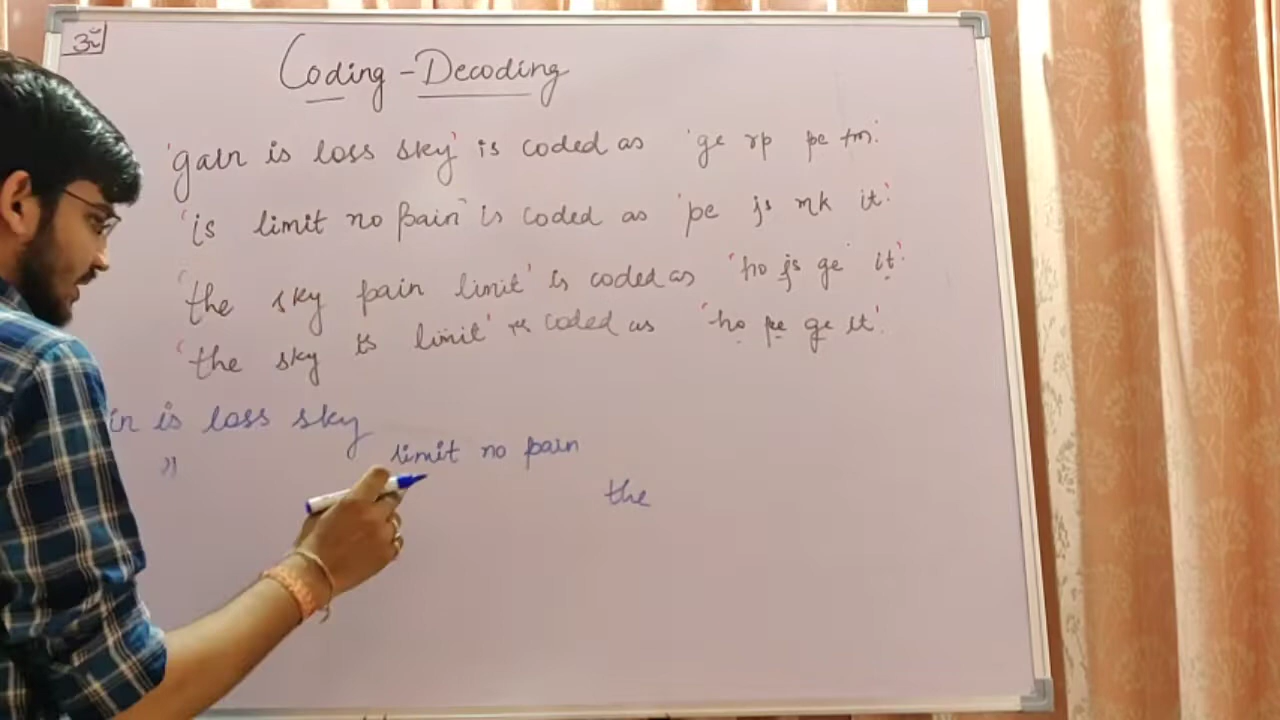 ॐ
Coding - Decoding
'gain is loss sky' is coded as 'ge rp pe tm'.
'is limit no pain' is coded as 'pe js nk it'.
'the sky pain limit' is coded as 'ho js ge it'.
'the sky is limit' is coded as 'ho pe ge it'.
in is loss sky
" limit no pain
the